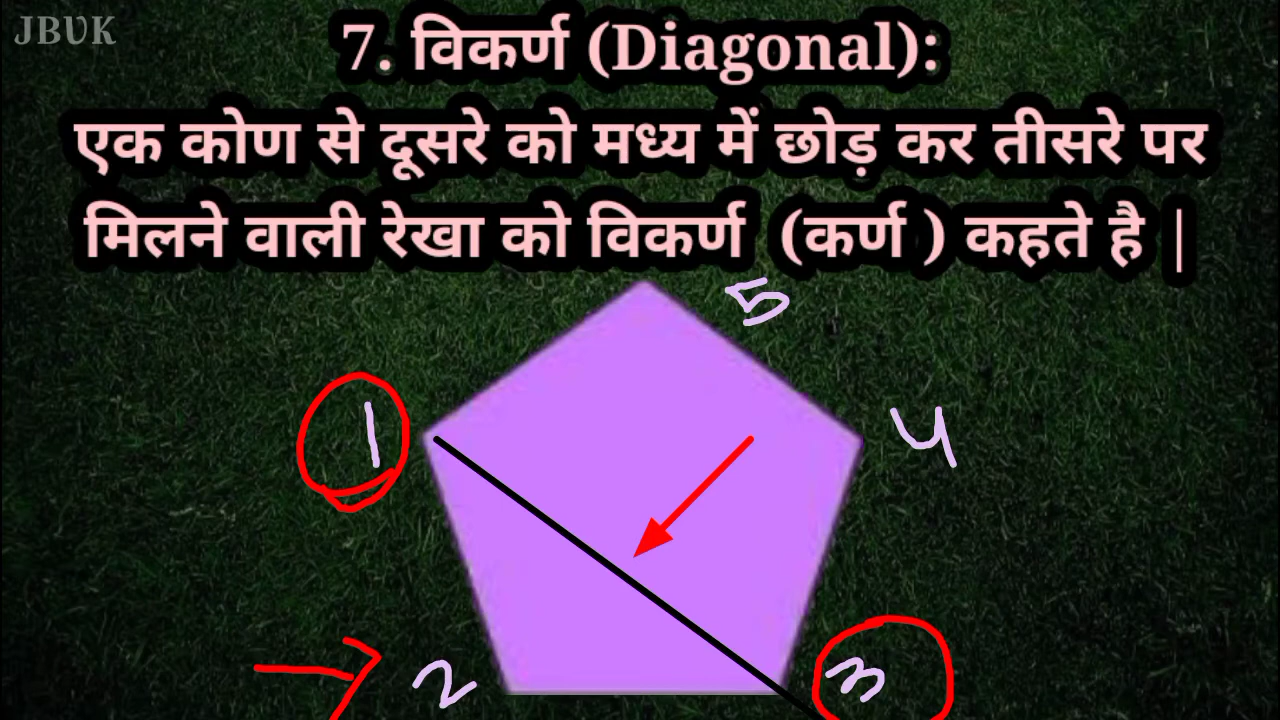 JBUK
7. विकर्ण (Diagonal):
एक कोण से दूसरे को मध्य में छोड़ कर तीसरे पर
मिलने वाली रेखा को विकर्ण (कर्ण ) कहते है |
5
1
4
2
3